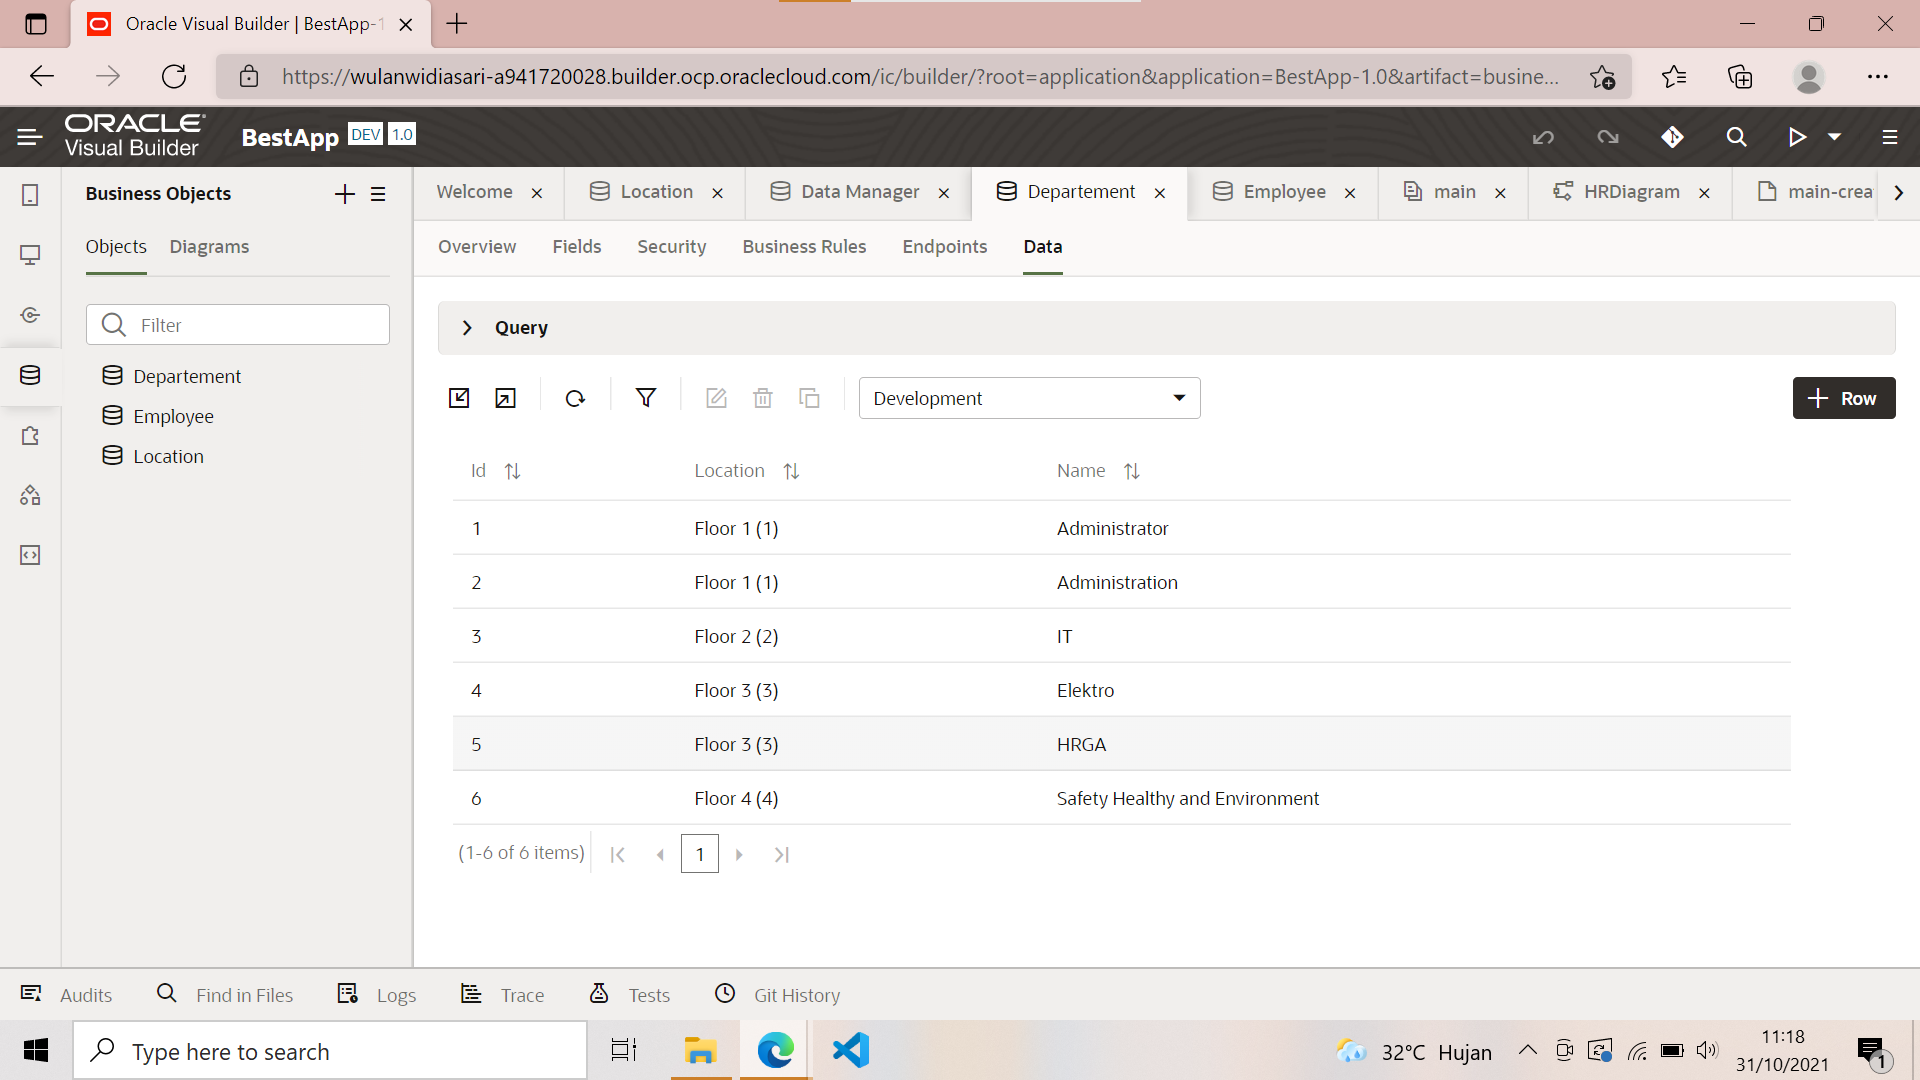 Oracle Visual Builder | BestApp-1
https://wulanwidiasari-a941720028.builder.ocp.oraclecloud.com/ic/builder/?root=application&application=BestApp-1.0&artifact=busine...
ORACLE
Visual Builder
BestApp DEV 1.0
Business Objects
Welcome Location Data Manager Departement Employee main HRDiagram main-crea
Objects Diagrams
Overview Fields Security Business Rules Endpoints Data
Filter
Query
Departement
Employee
Location
Development
Row
Id Location Name
1 Floor 1 (1) Administrator
2 Floor 1 (1) Administration
3 Floor 2 (2) IT
4 Floor 3 (3) Elektro
5 Floor 3 (3) HRGA
6 Floor 4 (4) Safety Healthy and Environment
(1-6 of 6 items) 1
Audits Find in Files Logs Trace Tests Git History
Type here to search
32°C Hujan
11:18
31/10/2021
1